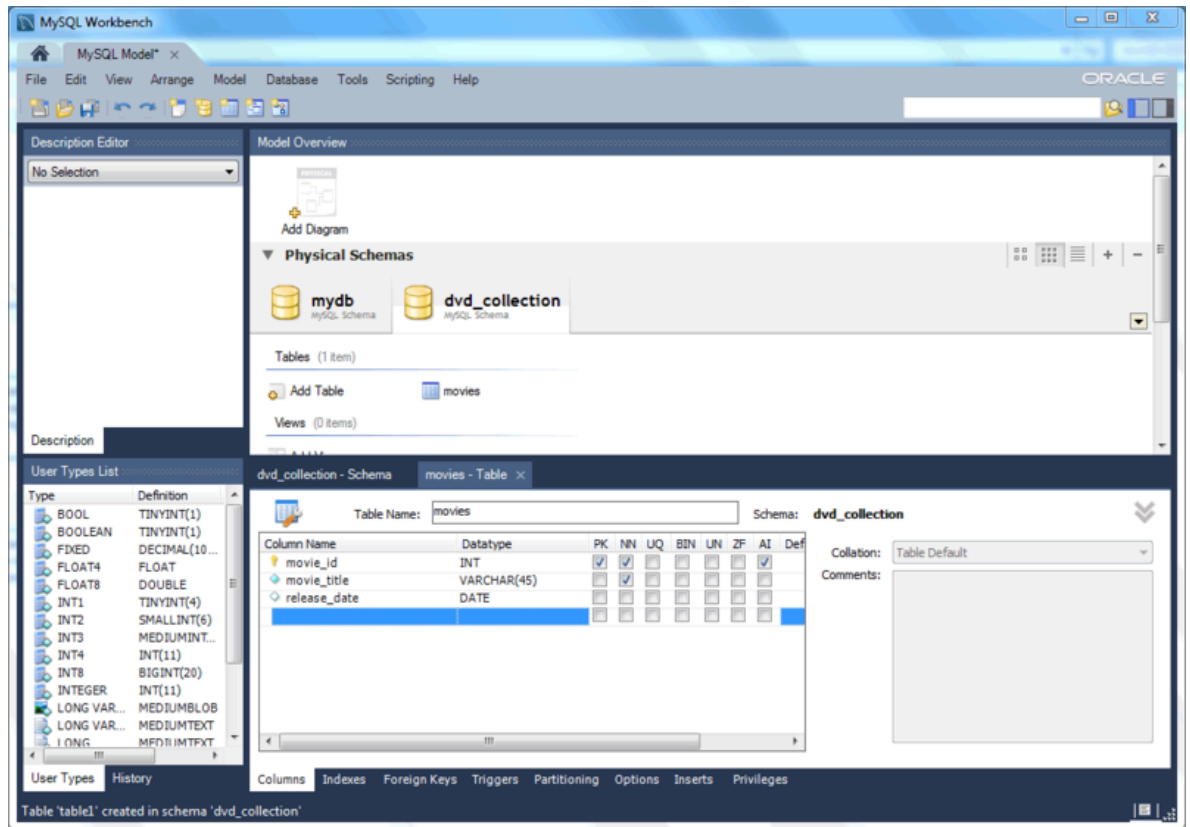 MySQL Workbench
MySQL Model* ×
File Edit View Arrange Model Database Tools Scripting Help
ORACLE
Description Editor
No Selection
Description
Model Overview
PHYSICAL
Add Diagram
Physical Schemas
mydb
MySQL Schema
dvd_collection
MySQL Schema
Tables (1 item)
Add Table
movies
Views (0 items)
User Types List
Type Definition
BOOL TINYINT(1)
BOOLEAN TINYINT(1)
FIXED DECIMAL(10...
FLOAT4 FLOAT
FLOAT8 DOUBLE
INT1 TINYINT(4)
INT2 SMALLINT(6)
INT3 MEDIUMINT...
INT4 INT(11)
INT8 BIGINT(20)
INTEGER INT(11)
LONG VAR... MEDIUMBLOB
LONG VAR... MEDIUMTEXT
LONG MEDIUMTEXT
User Types History
dvd_collection - Schema
movies - Table ×
Table Name: movies
Schema: dvd_collection
Column Name Datatype PK NN UQ BIN UN ZF AI Def
movie_id INT
movie_title VARCHAR(45)
release_date DATE
Collation: Table Default
Comments:
Columns Indexes Foreign Keys Triggers Partitioning Options Inserts Privileges
Table 'table1' created in schema 'dvd_collection'